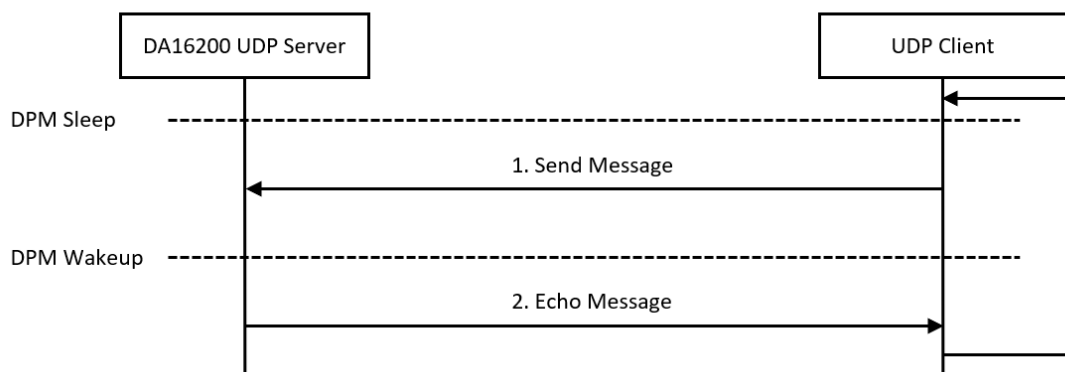 DA16200 UDP Server
UDP Client
DPM Sleep
1. Send Message
DPM Wakeup
2. Echo Message